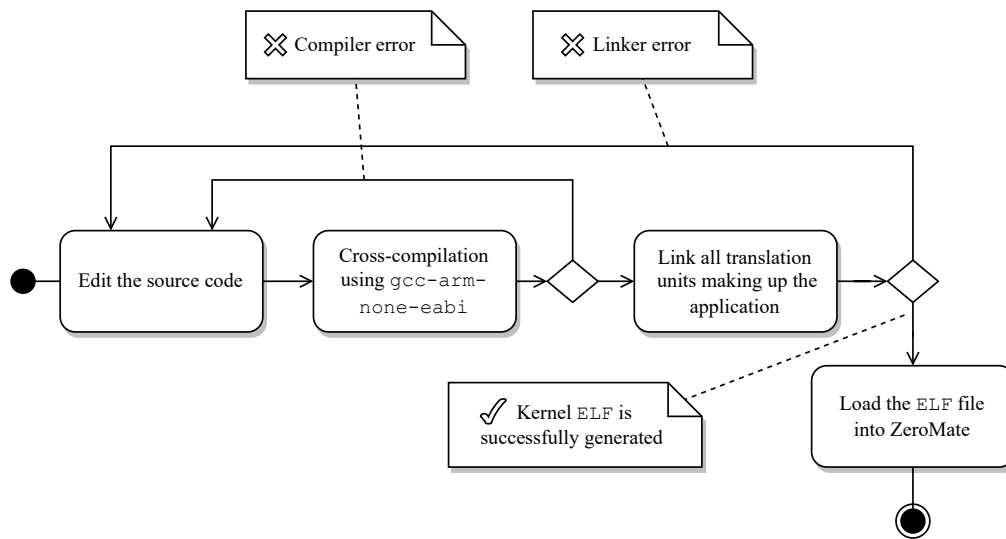 Compiler error
Linker error
Edit the source code
Cross-compilation
using gcc-arm-
none-eabi
Link all translation
units making up the
application
Kernel ELF is
successfully generated
Load the ELF file
into ZeroMate